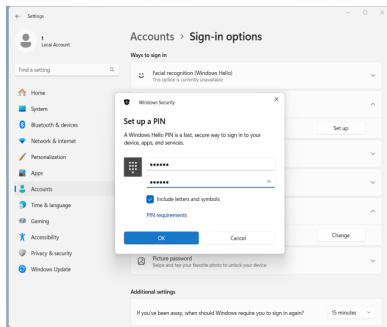 Settings
Accounts > Sign-in options
1
Local Account
Ways to sign in
Find a setting
Facial recognition (Windows Hello)
This option is currently unavailable
Home
System
Bluetooth & devices
Network & internet
Personalization
Apps
Accounts
Time & language
Gaming
Accessibility
Privacy & security
Windows Update
Windows Security
Set up a PIN
A Windows Hello PIN is a fast, secure way to sign in to your
device, apps, and services.
Include letters and symbols
PIN requirements
OK
Cancel
Set up
Change
Picture password
Swipe and tap your favorite photo to unlock your device
Additional settings
If you've been away, when should Windows require you to sign in again?
15 minutes